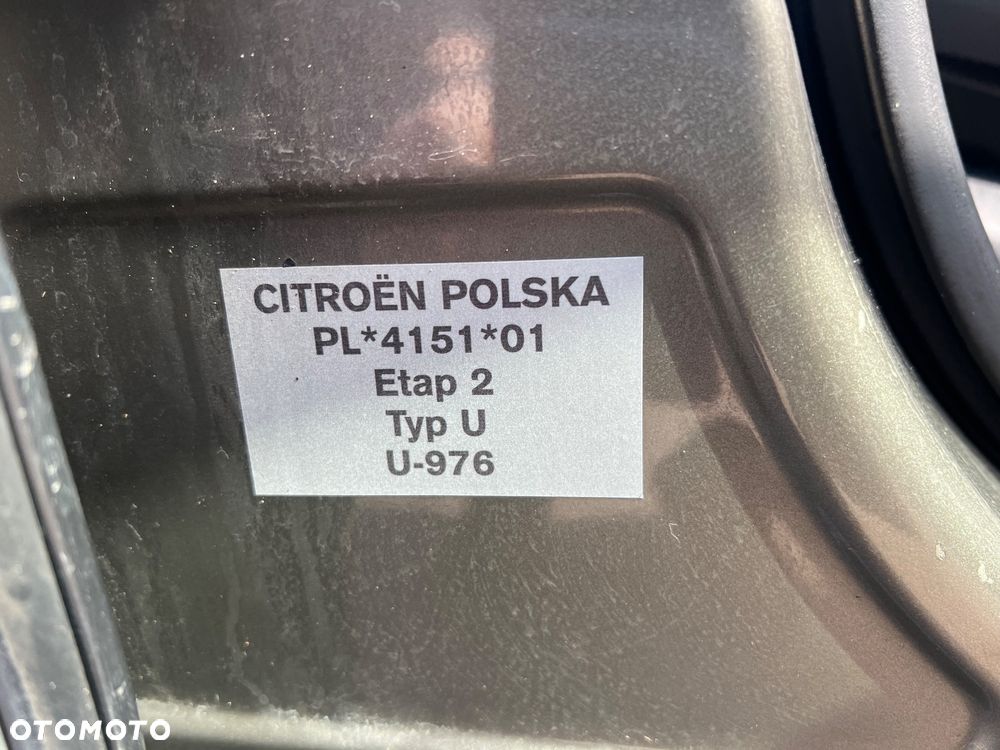 CITROËN POLSKA
PL*4151*01
Etap 2
Typ U
U-976
OTOMOTO